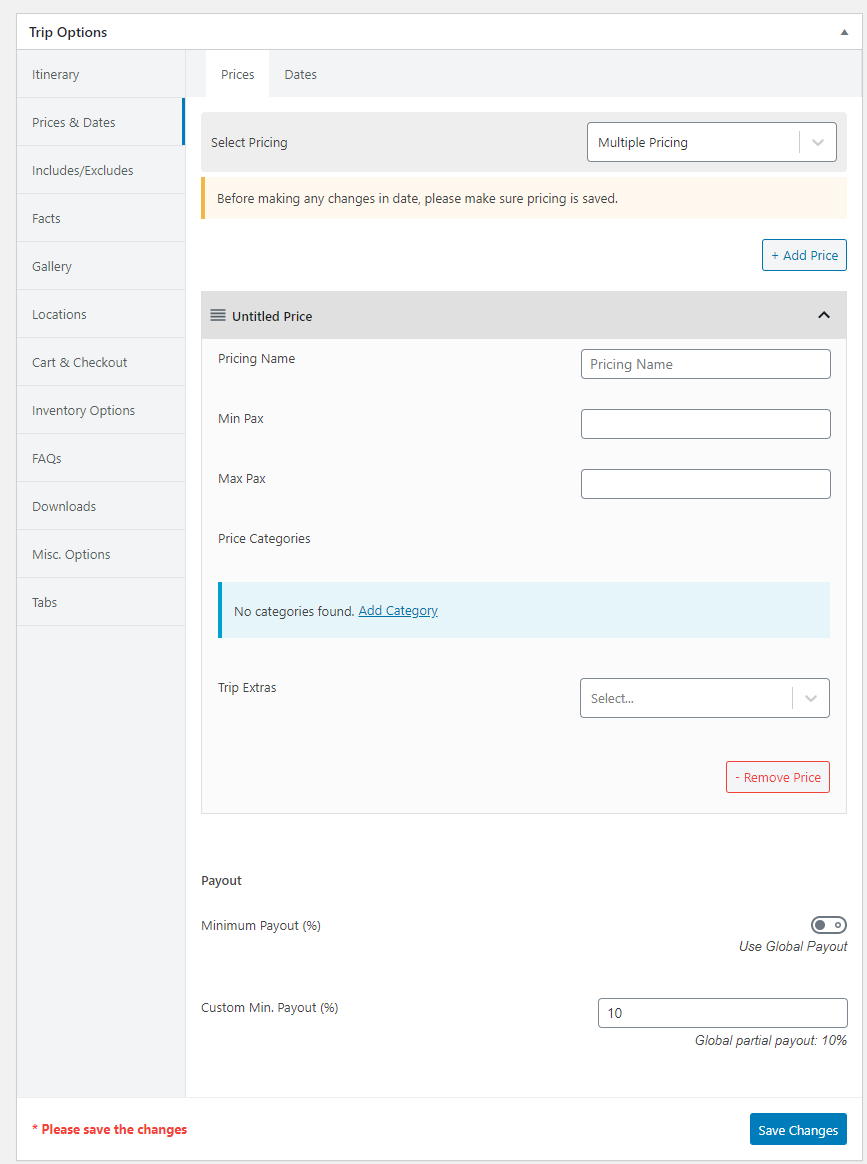 Trip Options
Itinerary
Prices & Dates
Includes/Excludes
Facts
Gallery
Locations
Cart & Checkout
Inventory Options
FAQs
Downloads
Misc. Options
Tabs
Prices Dates
Select Pricing Multiple Pricing
Before making any changes in date, please make sure pricing is saved.
+ Add Price
Untitled Price
Pricing Name Pricing Name
Min Pax
Max Pax
Price Categories
No categories found. Add Category
Trip Extras Select...
- Remove Price
Payout
Minimum Payout (%)
Use Global Payout
Custom Min. Payout (%) 10
Global partial payout: 10%
* Please save the changes Save Changes